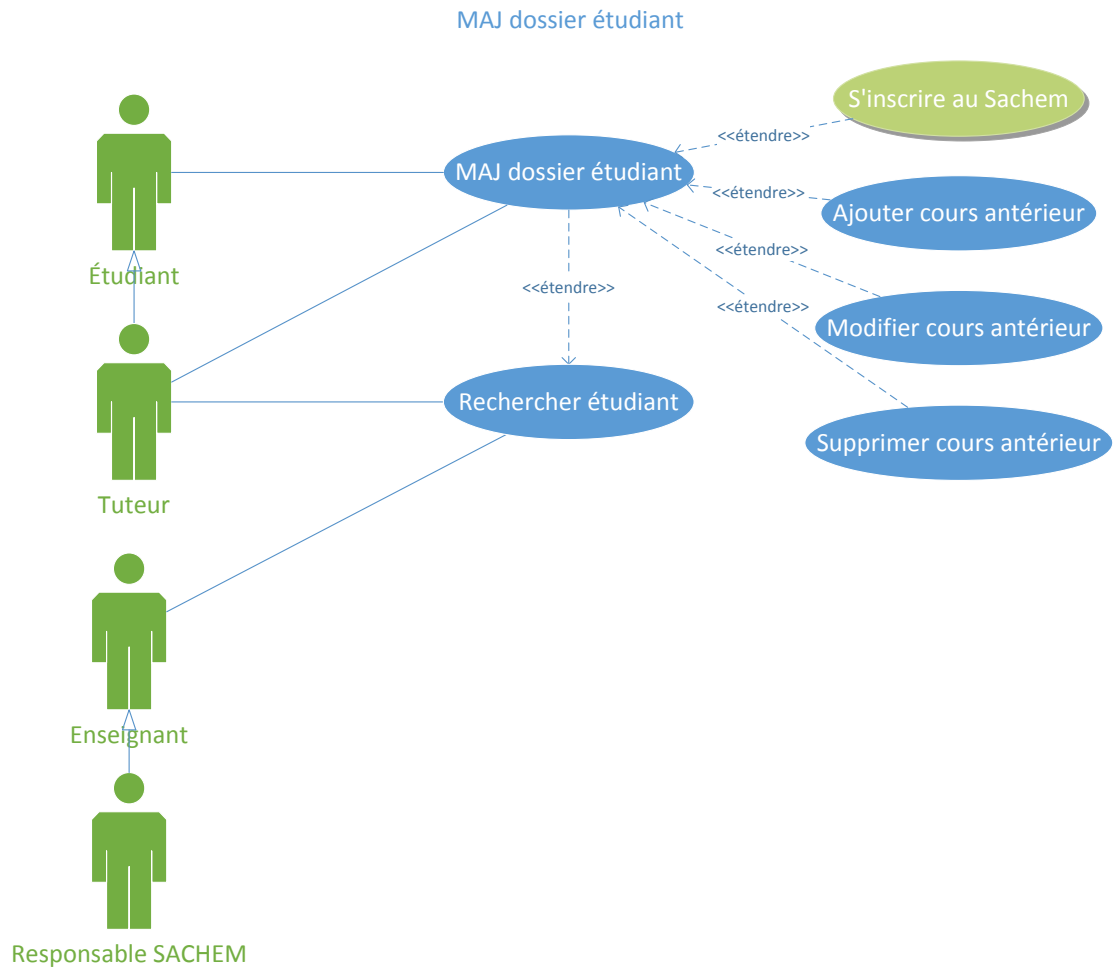 MAJ dossier étudiant
S'inscrire au Sachem
<<étendre>>
MAJ dossier étudiant
<<étendre>>
Ajouter cours antérieur
<<étendre>>
Étudiant
<<étendre>>
<<étendre>>
Modifier cours antérieur
Rechercher étudiant
Supprimer cours antérieur
Tuteur
Enseignant
Responsable SACHEM